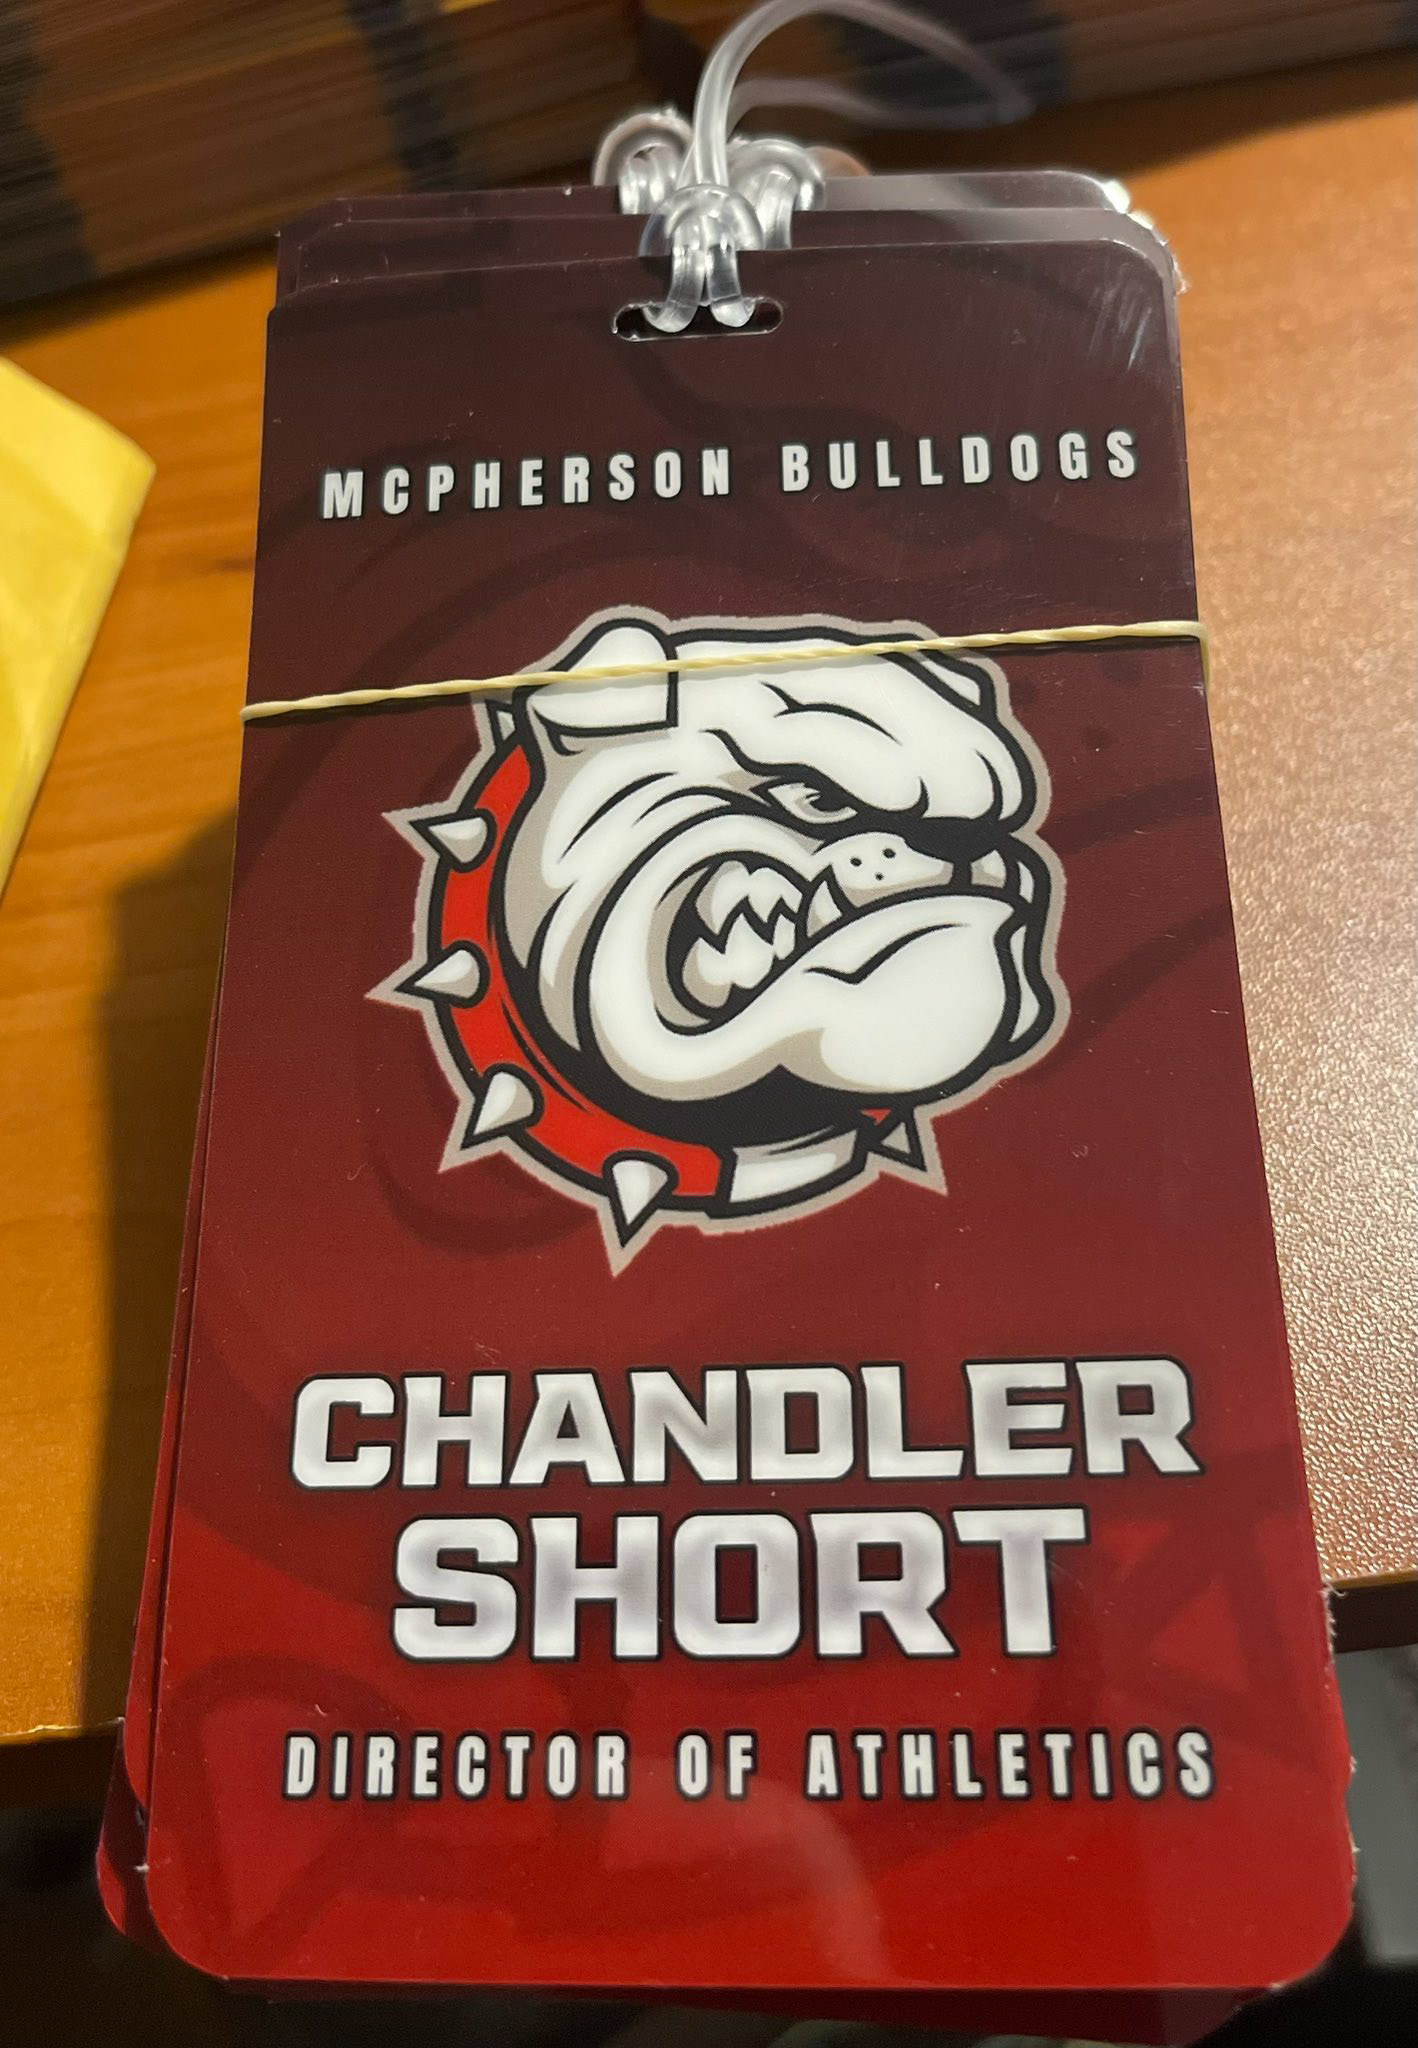 MCPHERSON BULLDOGS
CHANDLER
SHORT
DIRECTOR OF ATHLETICS